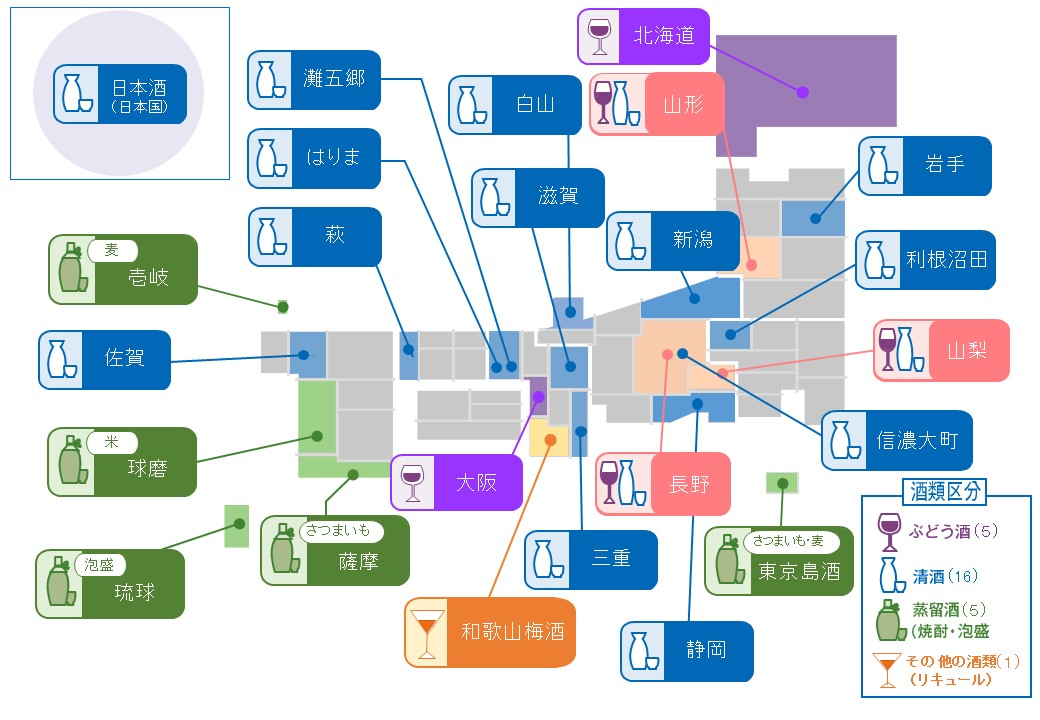 日本酒
(日本国)
灘五郷
はりま
萩
白山
滋賀
新潟
北海道
山形
岩手
利根沼田
山梨
信濃大町
麦
壱岐
佐賀
米
球磨
泡盛
琉球
さつまいも
薩摩
大阪
和歌山梅酒
三重
長野
静岡
さつまいも・麦
東京島酒
酒類区分
ぶどう酒(5)
清酒(16)
蒸留酒(5)
(焼酎・泡盛
その他の酒類(1)
(リキュール)